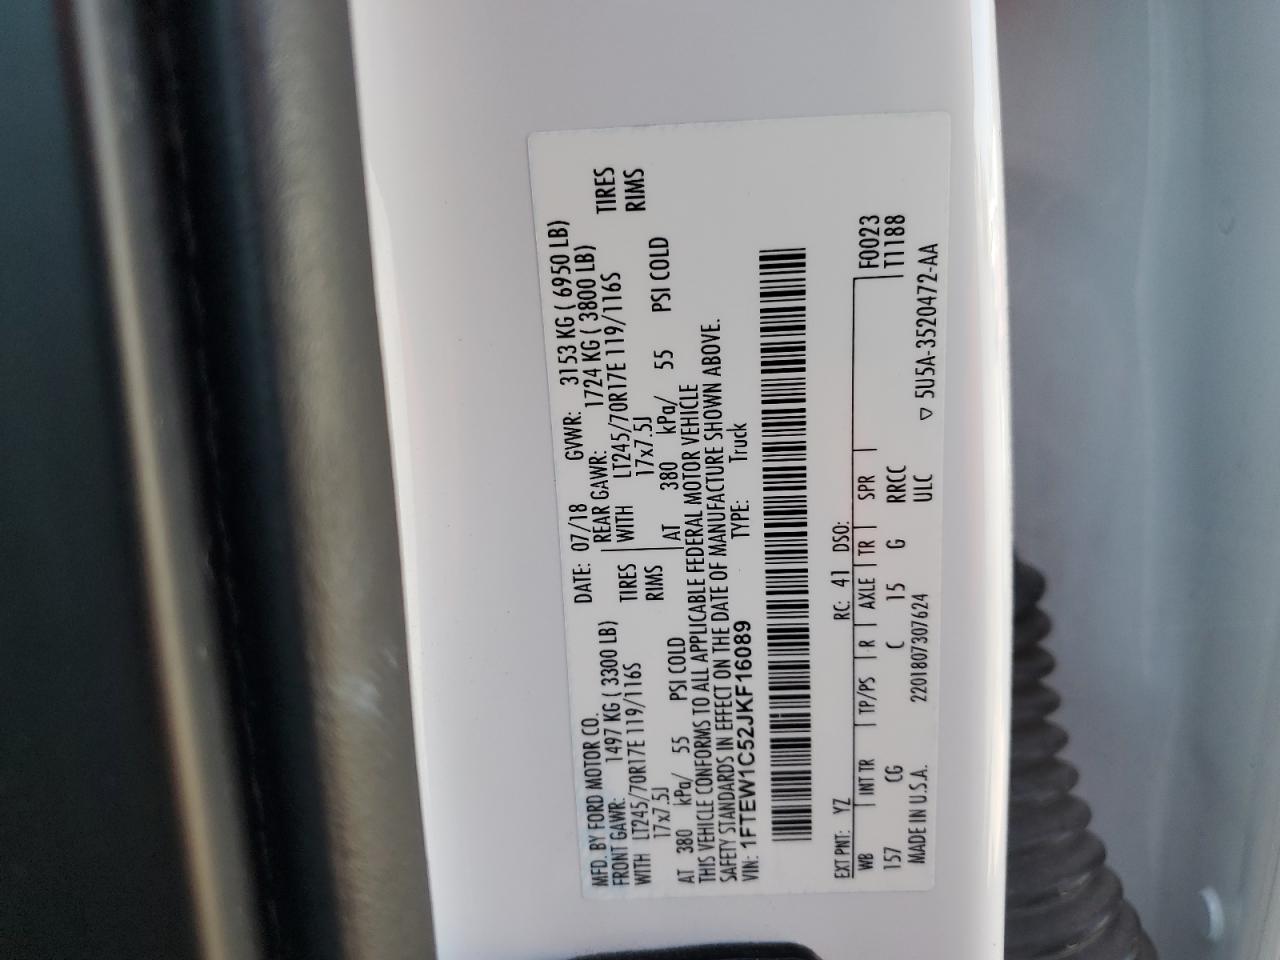 MFD. BY FORD MOTOR CO.
DATE: 07/18 GVWR: 3153 KG ( 6950 LB)
FRONT GAWR: 1497 KG ( 3300 LB) REAR GAWR: 1724 KG ( 3800 LB)
WITH LT245/70R17E 119/116S TIRES WITH LT245/70R17E 119/116S TIRES
17x7.5J RIMS 17x7.5J RIMS
AT 380 kPa/ 55 PSI COLD AT 380 kPa/ 55 PSI COLD
THIS VEHICLE CONFORMS TO ALL APPLICABLE FEDERAL MOTOR VEHICLE
SAFETY STANDARDS IN EFFECT ON THE DATE OF MANUFACTURE SHOWN ABOVE.
VIN: 1FTEW1C52JKF16089 TYPE: Truck
EXT PNT: YZ RC: 41 DSO: F0023
WB INT TR TP/PS R AXLE TR SPR T1188
157 CG C 15 G RRCC
MADE IN U.S.A. 2201807307624 ULC ▽ 5U5A-3520472-AA